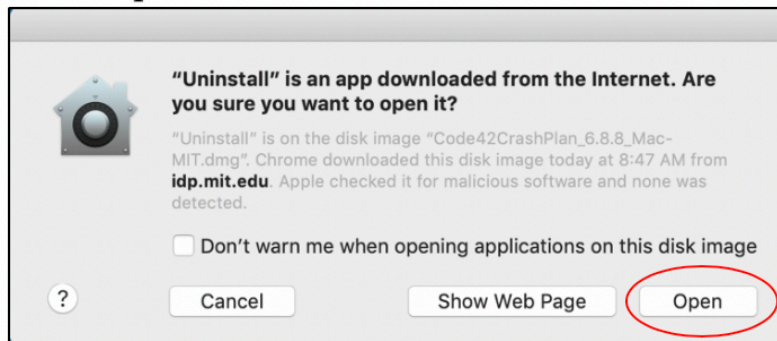 “Uninstall” is an app downloaded from the Internet. Are
you sure you want to open it?
“Uninstall” is on the disk image “Code42CrashPlan_6.8.8_Mac-
MIT.dmg”. Chrome downloaded this disk image today at 8:47 AM from
idp.mit.edu. Apple checked it for malicious software and none was
detected.
Don’t warn me when opening applications on this disk image
? Cancel Show Web Page Open